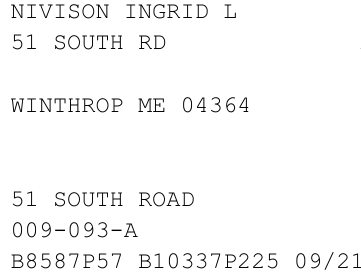 NIVISON INGRID L
51 SOUTH RD
WINTHROP ME 04364
51 SOUTH ROAD
009-093-A
B8587P57 B10337P225 09/21